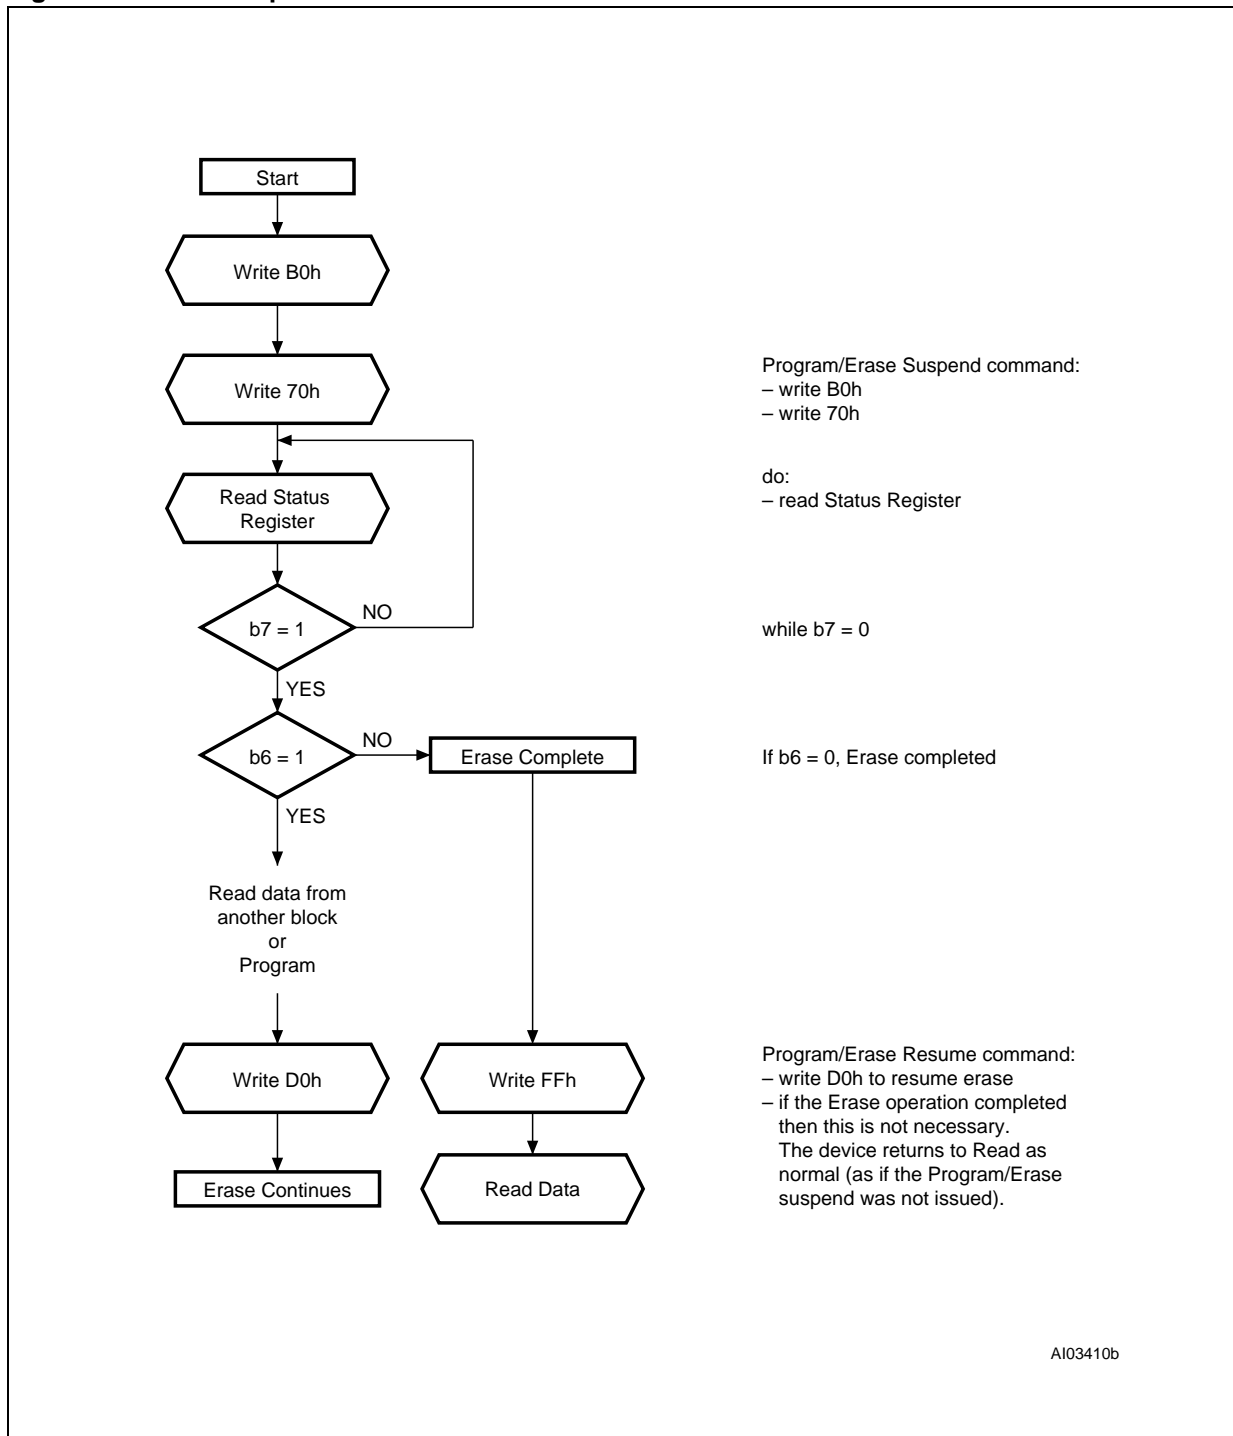 Start
Write B0h
Write 70h
Program/Erase Suspend command:
– write B0h
– write 70h
Read Status
Register
do:
– read Status Register
b7 = 1
NO
while b7 = 0
YES
b6 = 1
NO
Erase Complete
If b6 = 0, Erase completed
YES
Read data from
another block
or
Program
Write D0h
Write FFh
Program/Erase Resume command:
– write D0h to resume erase
– if the Erase operation completed
then this is not necessary.
The device returns to Read as
normal (as if the Program/Erase
suspend was not issued).
Erase Continues
Read Data
AI03410b